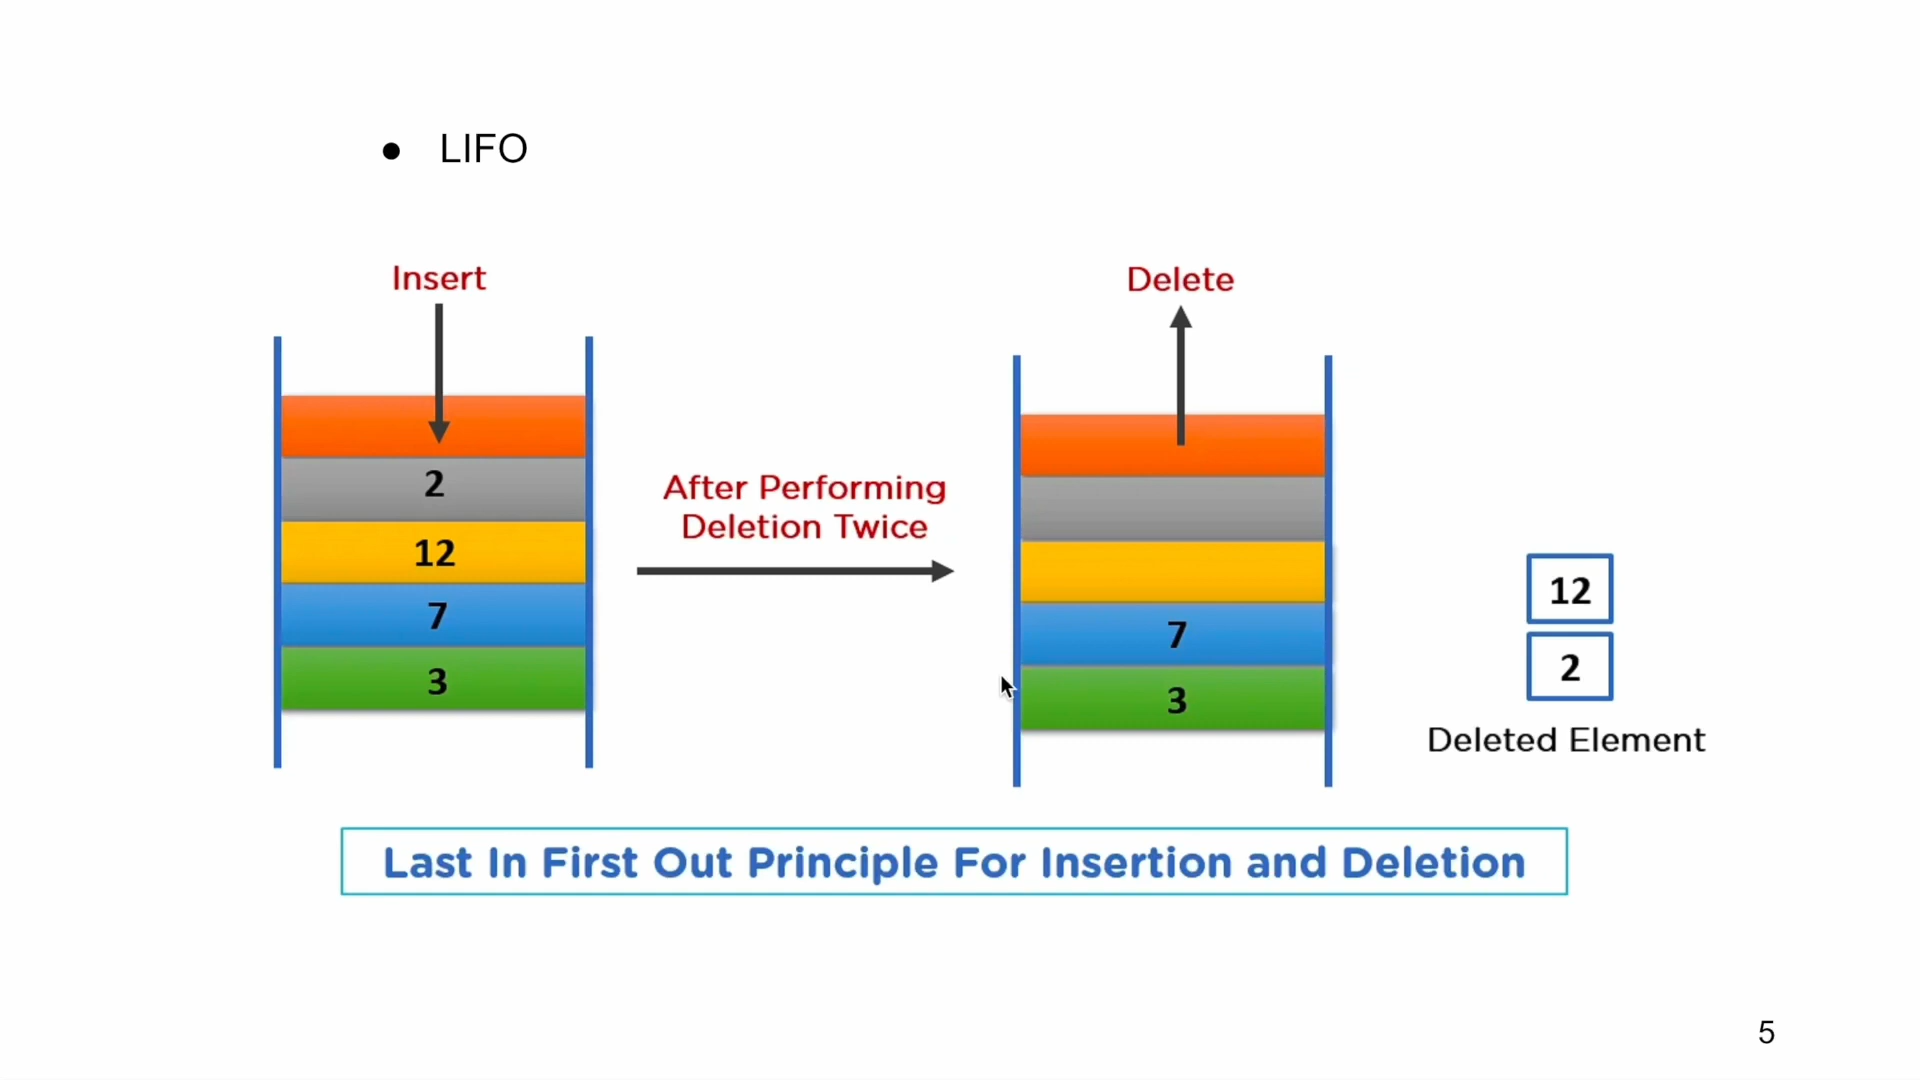 ● LIFO
Insert
2
12
7
3
After Performing
Deletion Twice
Delete
7
3
12
2
Deleted Element
Last In First Out Principle For Insertion and Deletion
5